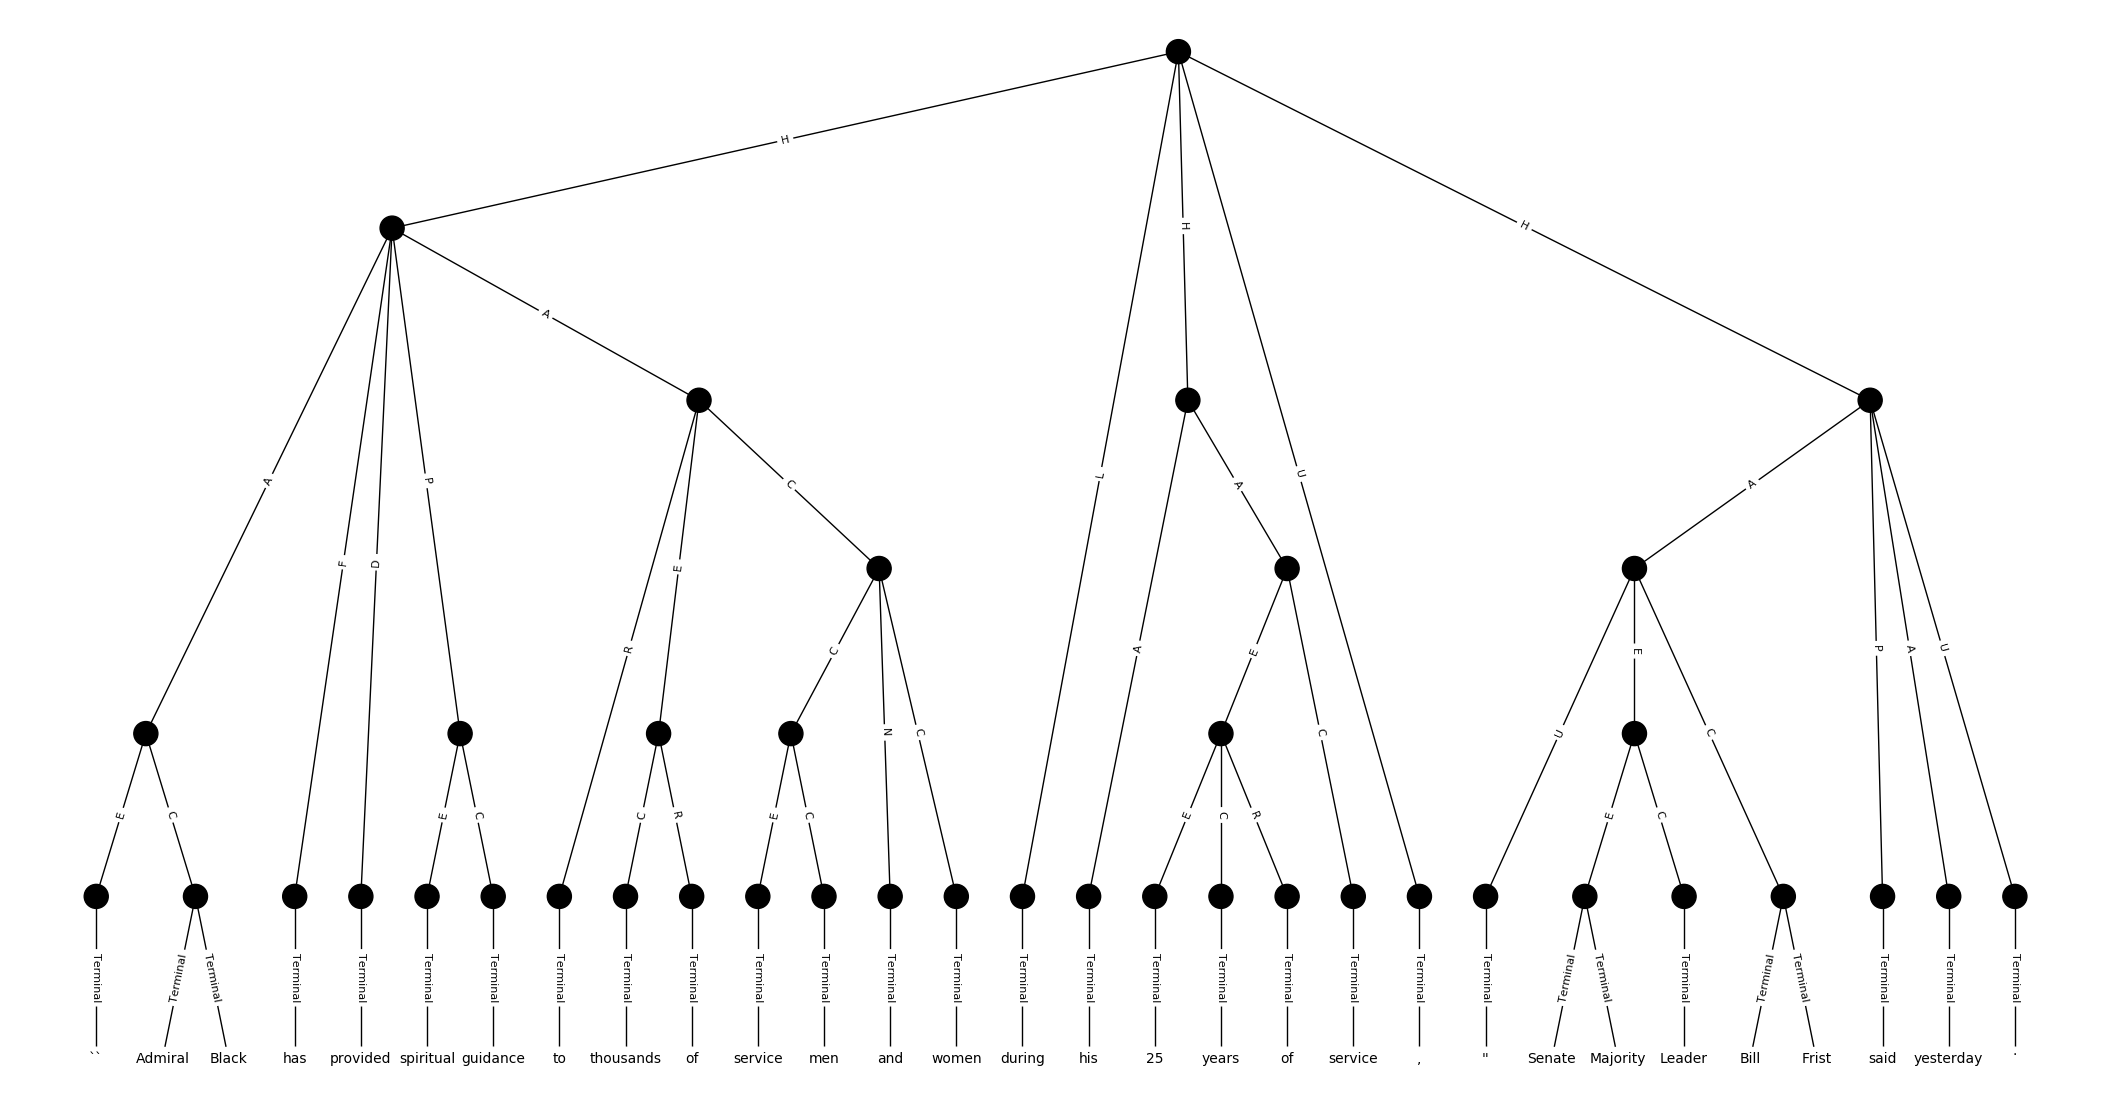 H
H
H
A
A
L
A
U
A
F
D
P
C
E
R
E
C
A
E
C
U
E
C
P
A
U
C
N
C
E
C
E
C
C
R
E
C
E
C
R
E
C
Terminal Terminal Terminal Terminal Terminal Terminal Terminal Terminal Terminal Terminal Terminal Terminal Terminal Terminal Terminal Terminal Terminal Terminal Terminal Terminal Terminal Terminal Terminal Terminal Terminal Terminal Terminal Terminal Terminal Terminal
`` Admiral Black has provided spiritual guidance to thousands of service men and women during his 25 years of service , " Senate Majority Leader Bill Frist said yesterday .